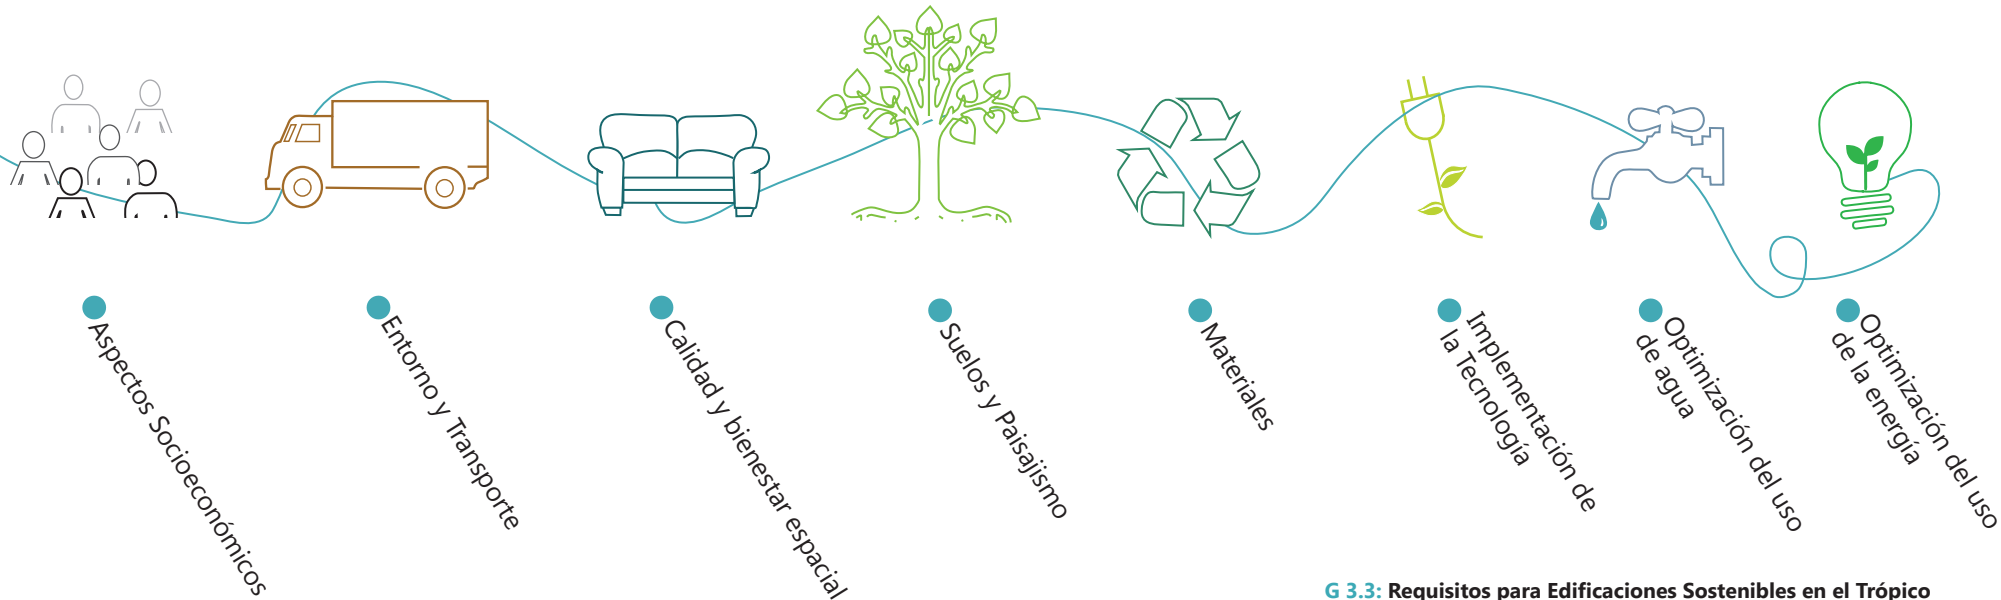 Aspectos Socioeconómicos
Entorno y Transporte
Calidad y bienestar espacial
Suelos y Paisajismo
Materiales
Implementación de
la Tecnología
Optimización del uso
de agua
Optimización del uso
de la energía
G 3.3: Requisitos para Edificaciones Sostenibles en el Trópico